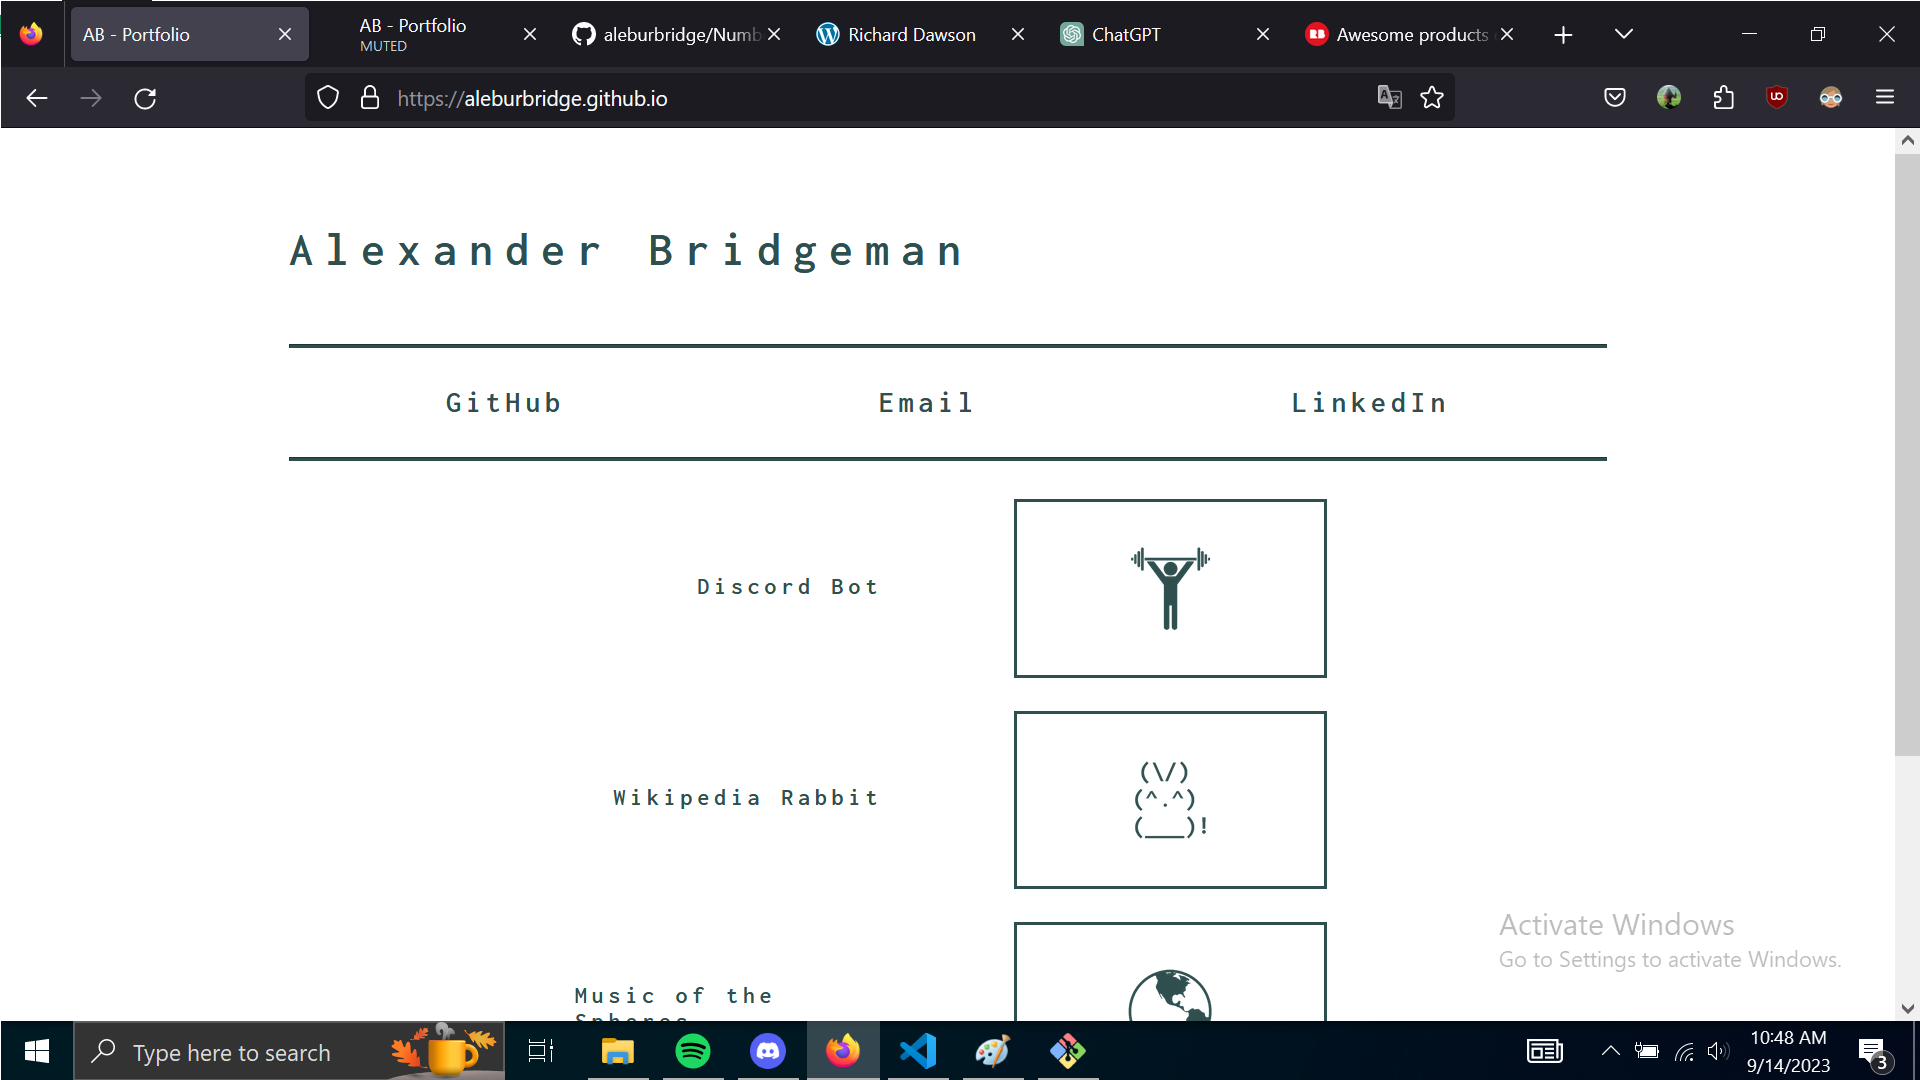 AB - Portfolio
AB - Portfolio
MUTED
aleburbridge/Numb
Richard Dawson
ChatGPT
Awesome products
https://aleburbridge.github.io
Alexander Bridgeman
GitHub Email LinkedIn
Discord Bot
Wikipedia Rabbit
(\/)
(^.^)
(___)!
Music of the
Spheres
Activate Windows
Go to Settings to activate Windows.
Type here to search
10:48 AM
9/14/2023
3